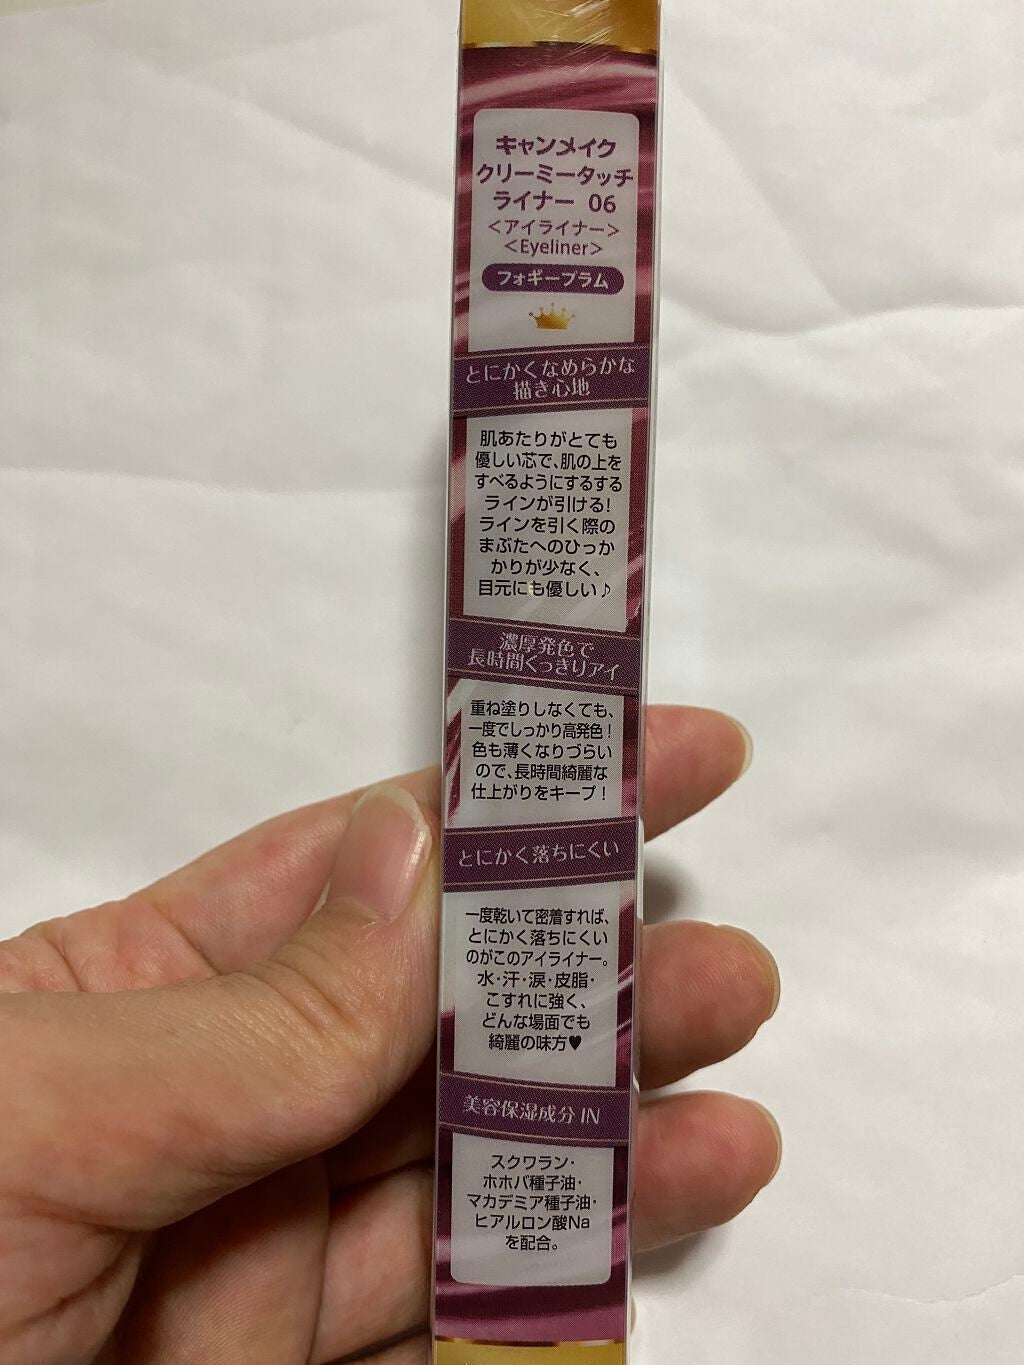 キャンメイク
クリーミータッチ
ライナー 06
＜アイライナー＞
＜Eyeliner＞
フォギープラム
とにかくなめらかな
描き心地
肌あたりがとても
優しい芯で、肌の上を
すべるようにするする
ラインが引ける!
ラインを引く際の
まぶたへのひっか
かりが少なく、
目元にも優しい♪
濃厚発色で
長時間くっきりアイ
重ね塗りしなくても、
一度でしっかり高発色!
色も薄くなりづらい
ので、長時間綺麗な
仕上がりをキープ!
とにかく落ちにくい
一度乾いて密着すれば、
とにかく落ちにくい
のがこのアイライナー。
水・汗・涙・皮脂・
こすれに強く、
どんな場面でも
綺麗の味方♥
美容保湿成分 IN
スクワラン・
ホホバ種子油・
マカデミア種子油・
ヒアルロン酸Na
を配合。